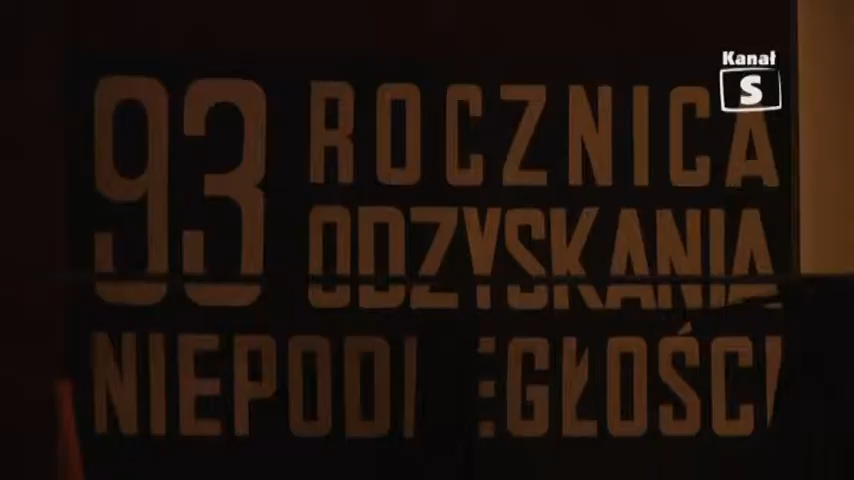 Kanał
S
93 ROCZNICA
ODZYSKANIA
NIEPODLEGŁOŚCI